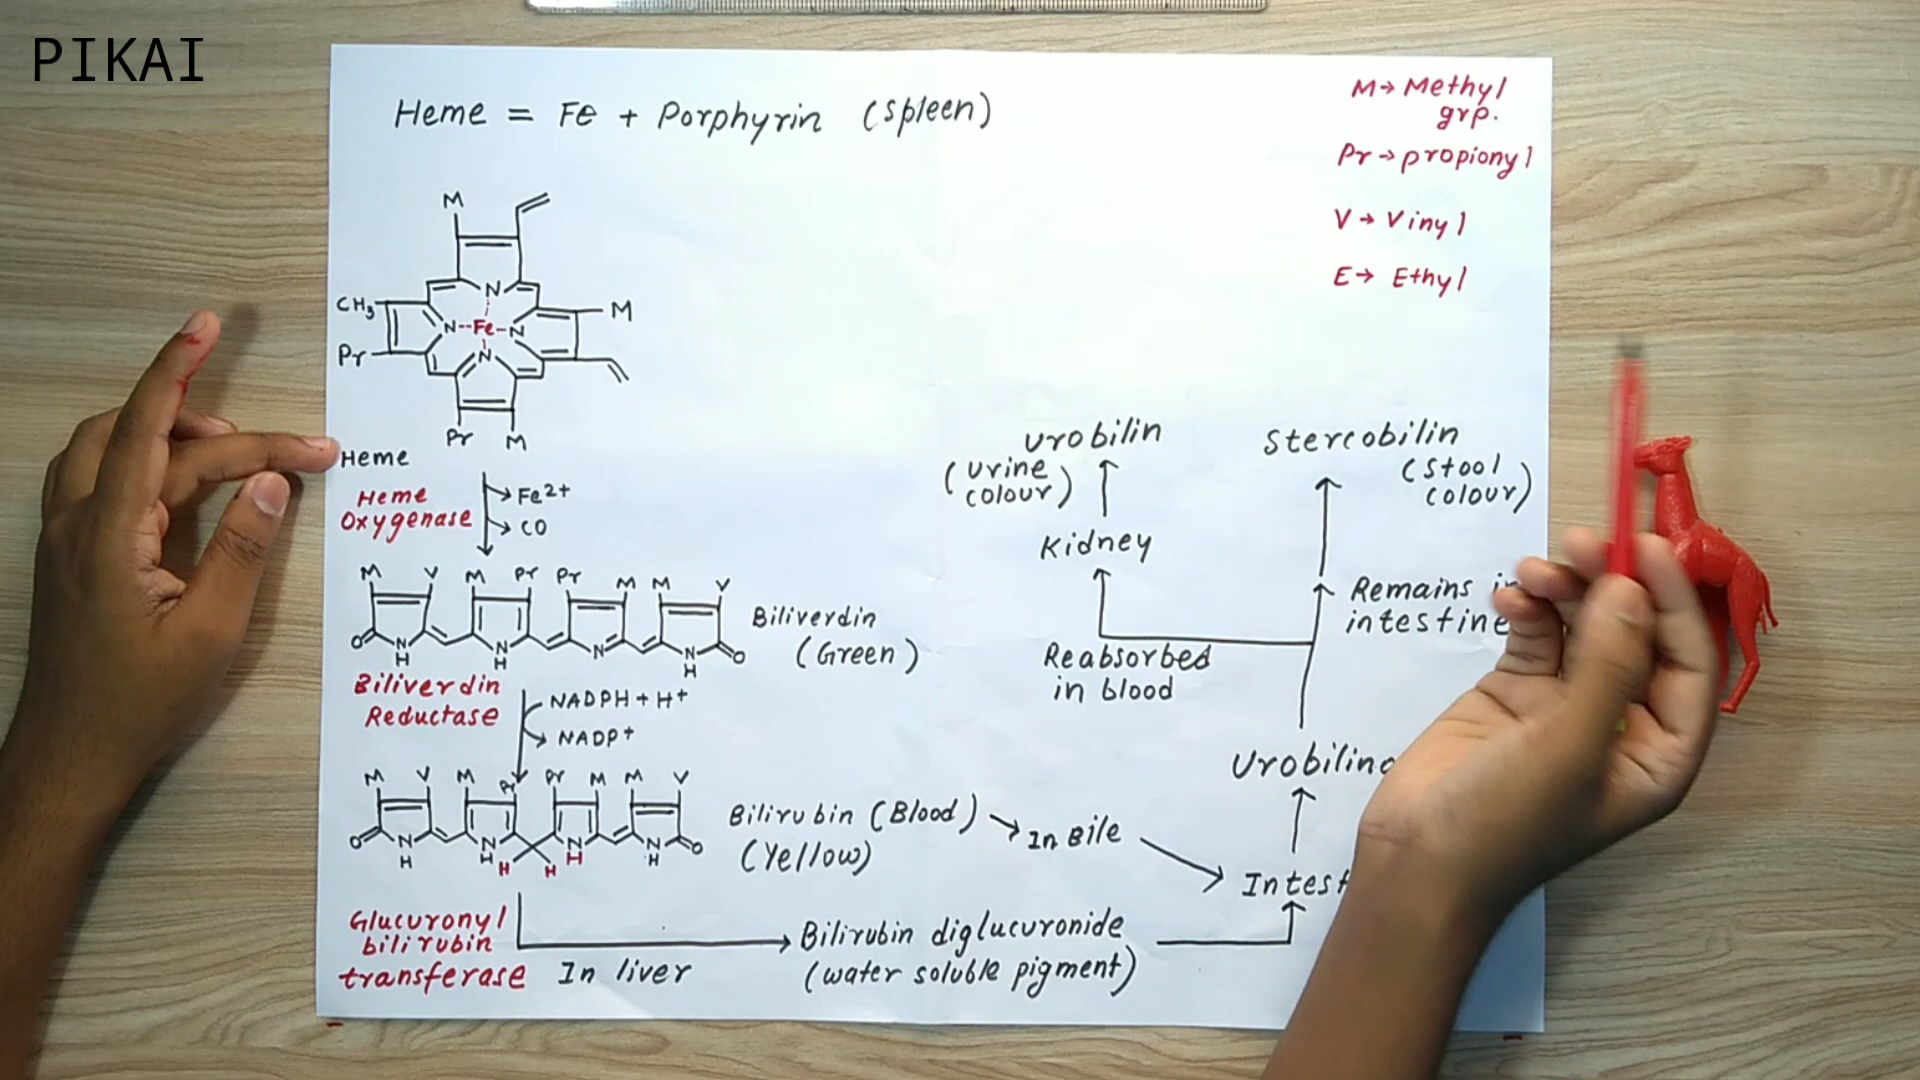 PIKAI
Heme = Fe + Porphyrin (spleen)
M→ Methyl
grp.
Pr→ propionyl
V→ Vinyl
E→ Ethyl
M
N
CH3
M
N--Fe-N
Pr
N
Pr M
Heme
Heme
Oxygenase
Fe2+
CO
M V M Pr Pr M M V
O N N N N O
H H H
Biliverdin
(Green)
Biliverdin
Reductase
NADPH + H+
NADP+
M V M Pr Pr M M V
O N N N N O
H H H H H H
Bilirubin (Blood)
(Yellow)
In Bile
Glucuronyl
bilirubin
transferase
In liver
Bilirubin diglucuronide
(water soluble pigment)
Reabsorbed
in blood
Kidney
urobilin
(urine
colour)
Remains
intestine
Stercobilin
(stool
colour)